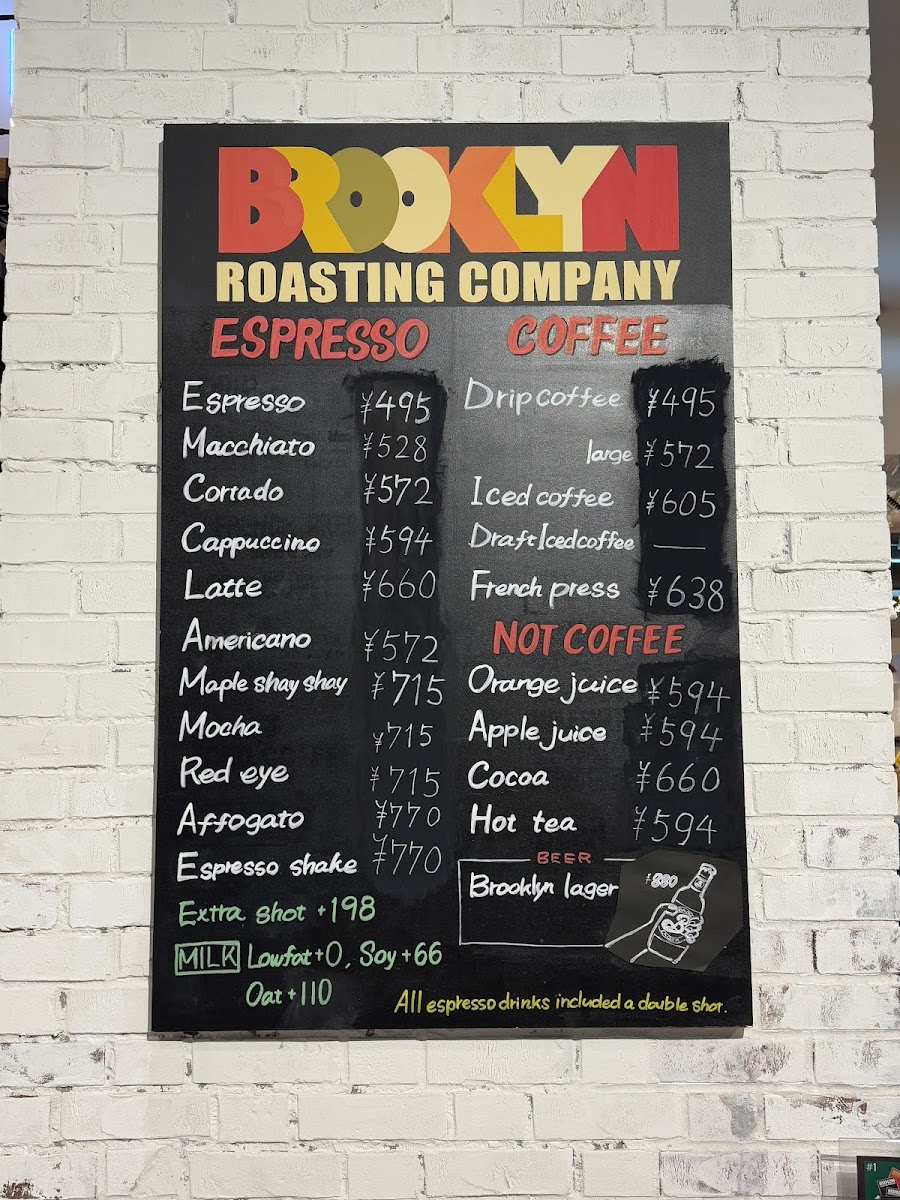 BROOKLYN
ROASTING COMPANY
ESPRESSO
Espresso ¥495
Macchiato ¥528
Cortado ¥572
Cappuccino ¥594
Latte ¥660
Americano ¥572
Maple shay shay ¥715
Mocha ¥715
Red eye ¥715
Affogato ¥770
Espresso shake ¥770
Extra shot +198
MILK Lowfat+0, Soy+66
Oat+110
COFFEE
Drip coffee ¥495
large ¥572
Iced coffee ¥605
Draft Iced coffee —
French press ¥638
NOT COFFEE
Orange juice ¥594
Apple juice ¥594
Cocoa ¥660
Hot tea ¥594
BEER
Brooklyn lager ¥880
B
All espresso drinks included a double shot.
#1